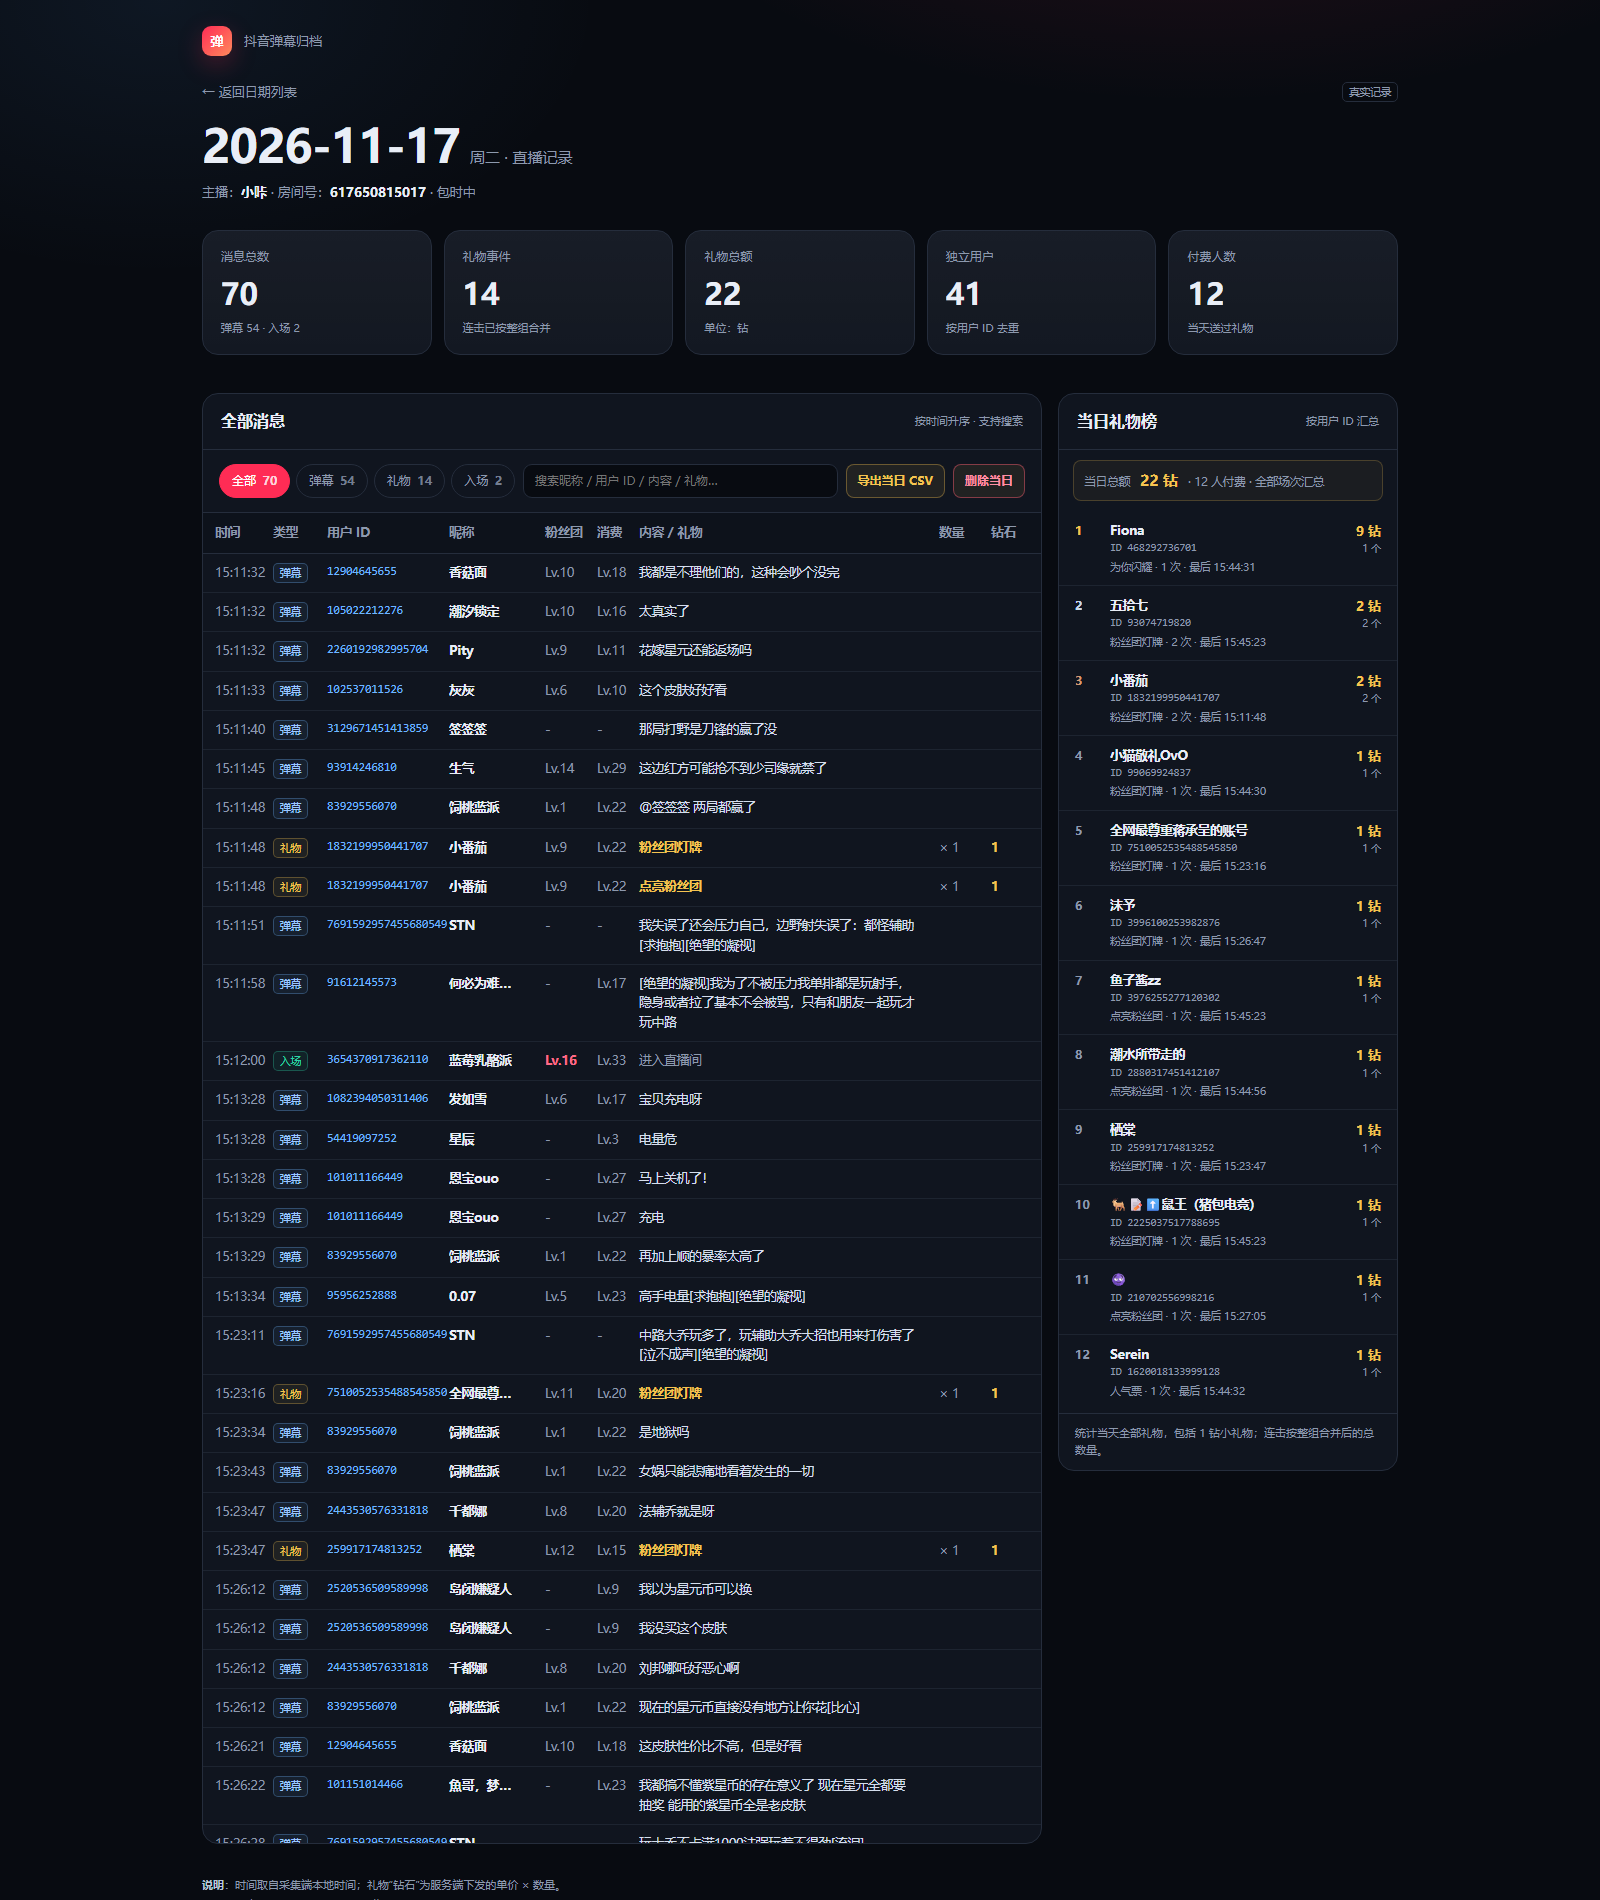 弹 抖音弹幕归档
← 返回日期列表 真实记录
2026-11-17 周二 · 直播记录
主播：小咔 · 房间号：617650815017 · 包时中
消息总数 礼物事件 礼物总额 独立用户 付费人数
70 14 22 41 12
弹幕 54 · 入场 2 连击已按整组合并 单位：钻 按用户 ID 去重 当天送过礼物
全部消息 按时间升序 · 支持搜索
全部 70 弹幕 54 礼物 14 入场 2 搜索昵称 / 用户 ID / 内容 / 礼物... 导出当日 CSV 删除当日
时间 类型 用户 ID 昵称 粉丝团 消费 内容 / 礼物 数量 钻石
15:11:32 弹幕 12904645655 香菇面 Lv.10 Lv.18 我都是不理他们的，这种会吵个没完
15:11:32 弹幕 105022212276 潮汐锁定 Lv.10 Lv.16 太真实了
15:11:32 弹幕 2260192982995704 Pity Lv.9 Lv.11 花嫁星元还能返场吗
15:11:33 弹幕 102537011526 灰灰 Lv.6 Lv.10 这个皮肤好好看
15:11:40 弹幕 3129671451413859 签签签 - - 那局打野是刀锋的赢了没
15:11:45 弹幕 93914246810 生气 Lv.14 Lv.29 这边红方可能抢不到少司缘就禁了
15:11:48 弹幕 83929556070 饲桃蓝派 Lv.1 Lv.22 @签签签 两局都赢了
15:11:48 礼物 1832199950441707 小番茄 Lv.9 Lv.22 粉丝团灯牌 × 1 1
15:11:48 礼物 1832199950441707 小番茄 Lv.9 Lv.22 点亮粉丝团 × 1 1
15:11:51 弹幕 7691592957455680549 STN - - 我失误了还会压力自己，边野射失误了：都怪辅助
[求抱抱][绝望的凝视]
15:11:58 弹幕 91612145573 何必为难... - Lv.17 [绝望的凝视]我为了不被压力我单排都是玩射手，
隐身或者拉了基本不会被骂，只有和朋友一起玩才
玩中路
15:12:00 入场 3654370917362110 蓝莓乳酪派 Lv.16 Lv.33 进入直播间
15:13:28 弹幕 1082394050311406 发如雪 Lv.6 Lv.17 宝贝充电呀
15:13:28 弹幕 54419097252 星辰 - Lv.3 电量危
15:13:28 弹幕 101011166449 恩宝ouo - Lv.27 马上关机了！
15:13:29 弹幕 101011166449 恩宝ouo - Lv.27 充电
15:13:29 弹幕 83929556070 饲桃蓝派 Lv.1 Lv.22 再加上顺的暴率太高了
15:13:34 弹幕 95956252888 0.07 Lv.5 Lv.23 高手电量[求抱抱][绝望的凝视]
15:23:11 弹幕 7691592957455680549 STN - - 中路大乔玩多了，玩辅助大乔大招也用来打伤害了
[泣不成声][绝望的凝视]
15:23:16 礼物 7510052535488545850 全网最尊... Lv.11 Lv.20 粉丝团灯牌 × 1 1
15:23:34 弹幕 83929556070 饲桃蓝派 Lv.1 Lv.22 是地狱吗
15:23:43 弹幕 83929556070 饲桃蓝派 Lv.1 Lv.22 女娲只能悲痛地看着发生的一切
15:23:47 弹幕 2443530576331818 千都娜 Lv.8 Lv.20 法辅乔就是呀
15:23:47 礼物 259917174813252 栖棠 Lv.12 Lv.15 粉丝团灯牌 × 1 1
15:26:12 弹幕 2520536509589998 岛闭嫌疑人 - Lv.9 我以为星元币可以换
15:26:12 弹幕 2520536509589998 岛闭嫌疑人 - Lv.9 我没买这个皮肤
15:26:12 弹幕 2443530576331818 千都娜 Lv.8 Lv.20 刘邦哪吒好恶心啊
15:26:12 弹幕 83929556070 饲桃蓝派 Lv.1 Lv.22 现在的星元币直接没有地方让你花[比心]
15:26:21 弹幕 12904645655 香菇面 Lv.10 Lv.18 这皮肤性价比不高，但是好看
15:26:22 弹幕 101151014466 魚哥，梦... - Lv.23 我都搞不懂紫星币的存在意义了 现在星元全都要
抽奖 能用的紫星币全是老皮肤
15:26:28 弹幕 7691592957455680549 STN
当日礼物榜 按用户 ID 汇总
当日总额 22 钻 · 12 人付费 · 全部场次汇总
1 Fiona 9 钻
ID 468292736701 1 个
为你闪耀 · 1 次 · 最后 15:44:31
2 五拾七 2 钻
ID 93074719820 2 个
粉丝团灯牌 · 2 次 · 最后 15:45:23
3 小番茄 2 钻
ID 1832199950441707 2 个
粉丝团灯牌 · 2 次 · 最后 15:11:48
4 小猫敬礼OvO 1 钻
ID 99069924837 1 个
粉丝团灯牌 · 1 次 · 最后 15:44:30
5 全网最尊重蒋承呈的账号 1 钻
ID 7510052535488545850 1 个
粉丝团灯牌 · 1 次 · 最后 15:23:16
6 沫予 1 钻
ID 3996100253982876 1 个
粉丝团灯牌 · 1 次 · 最后 15:26:47
7 鱼子酱zz 1 钻
ID 3976255277120302 1 个
点亮粉丝团 · 1 次 · 最后 15:45:23
8 潮水所带走的 1 钻
ID 2880317451412107 1 个
点亮粉丝团 · 1 次 · 最后 15:44:56
9 栖棠 1 钻
ID 259917174813252 1 个
粉丝团灯牌 · 1 次 · 最后 15:23:47
10 🐂📝⬆️鼠王（猪包电竞） 1 钻
ID 2225037517788695 1 个
粉丝团灯牌 · 1 次 · 最后 15:45:23
11 1 钻
ID 210702556998216 1 个
点亮粉丝团 · 1 次 · 最后 15:27:05
12 Serein 1 钻
ID 1620018133999128 1 个
人气票 · 1 次 · 最后 15:44:32
统计当天全部礼物，包括 1 钻小礼物；连击按整组合并后的总
数量。
说明：时间取自采集端本地时间；礼物“钻石”为服务端下发的单价 × 数量。